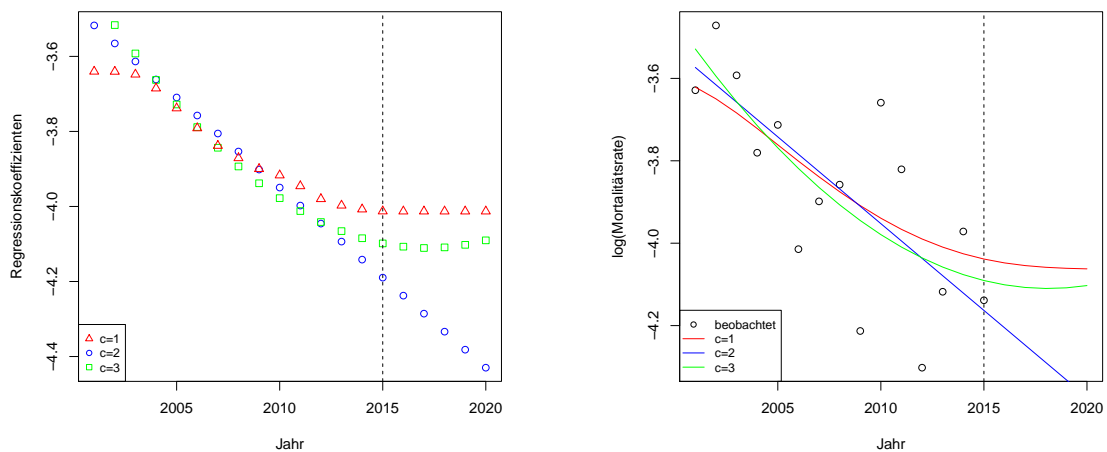 Regressionskoeffizienten
−3.6
−3.8
−4.0
−4.2
−4.4
c=1
c=2
c=3
2005
2010
2015
2020
Jahr
log(Mortalitätsrate)
−3.6
−3.8
−4.0
−4.2
beobachtet
c=1
c=2
c=3
2005
2010
2015
2020
Jahr